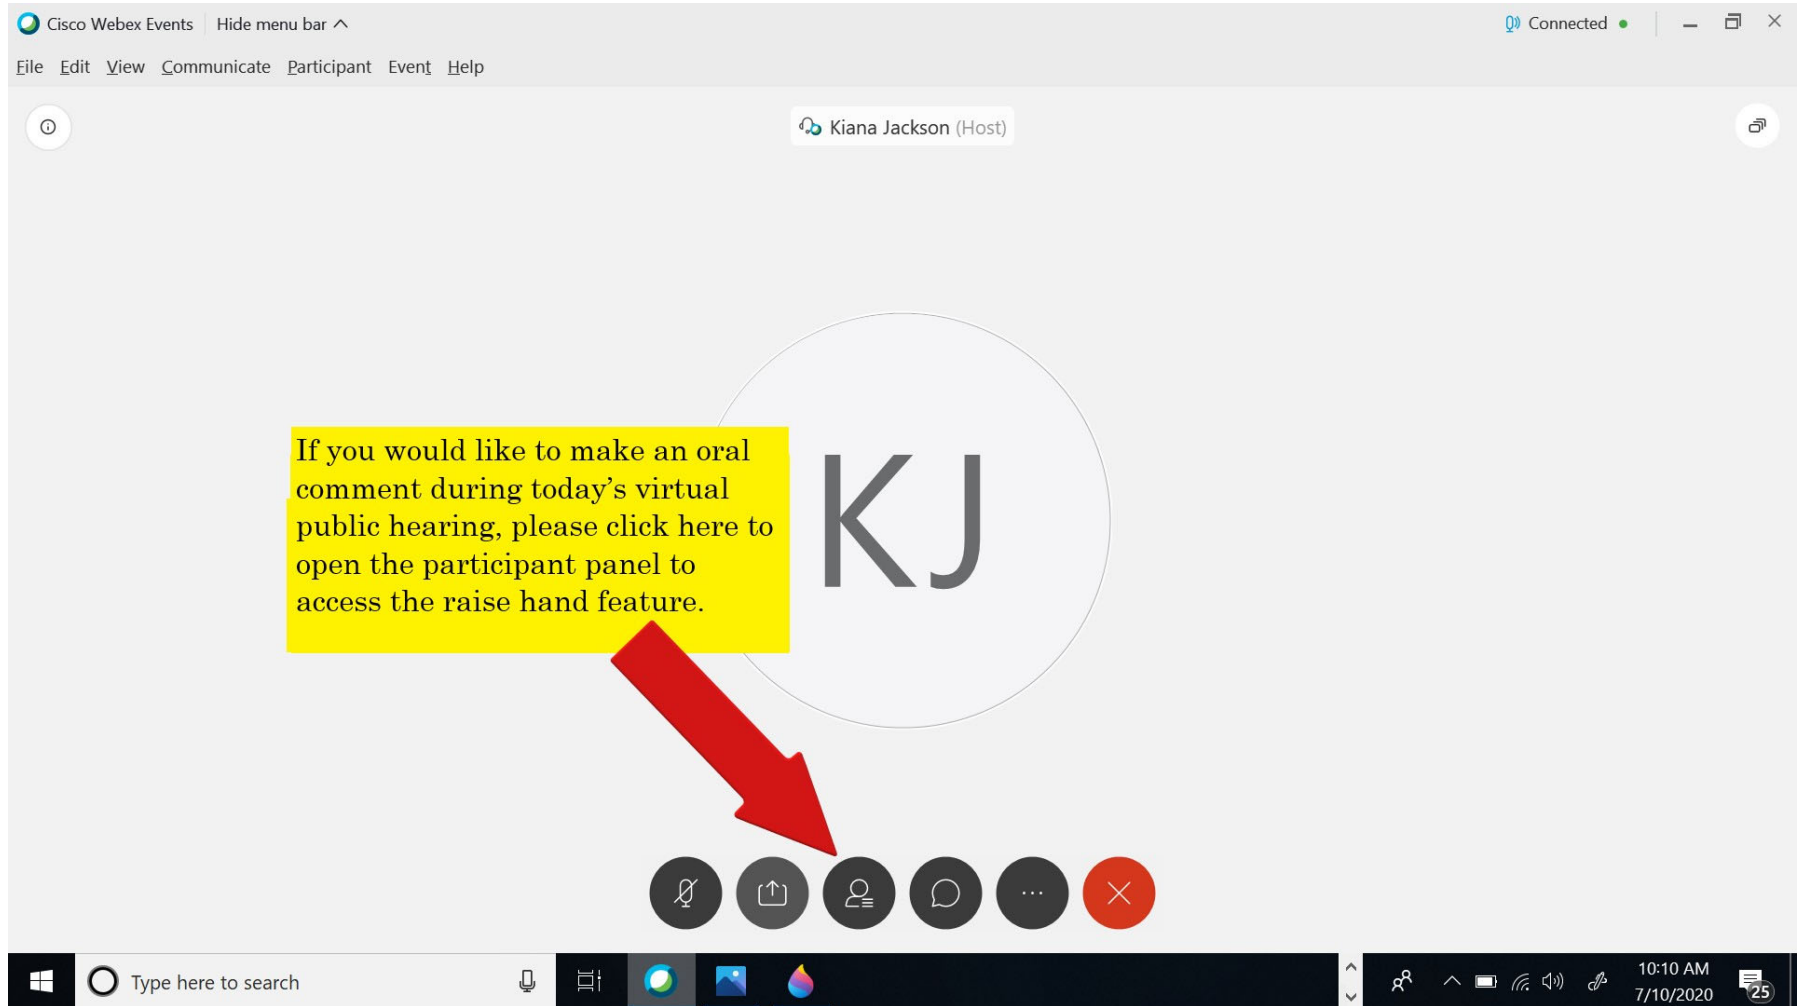 Cisco Webex Events Hide menu bar Connected
File Edit View Communicate Participant Event Help
Kiana Jackson (Host)
KJ
If you would like to make an oral
comment during today’s virtual
public hearing, please click here to
open the participant panel to
access the raise hand feature.
Type here to search
10:10 AM
7/10/2020
25